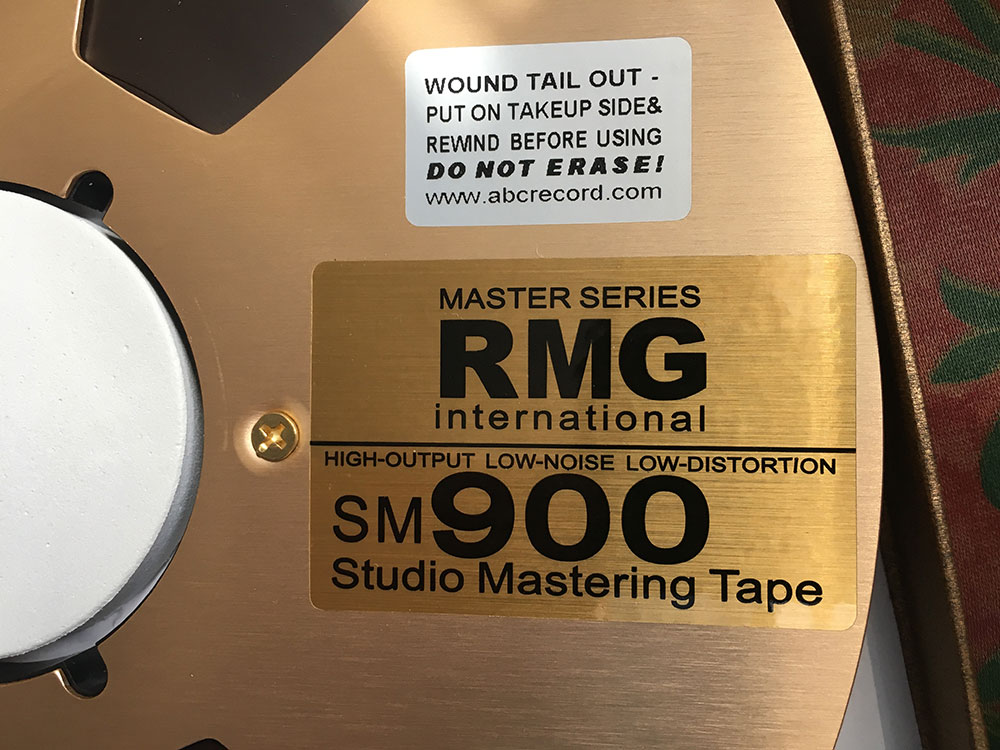 WOUND TAIL OUT -
PUT ON TAKEUP SIDE&
REWIND BEFORE USING
DO NOT ERASE!
www.abcrecord.com
MASTER SERIES
RMG
international
HIGH-OUTPUT LOW-NOISE LOW-DISTORTION
SM900
Studio Mastering Tape